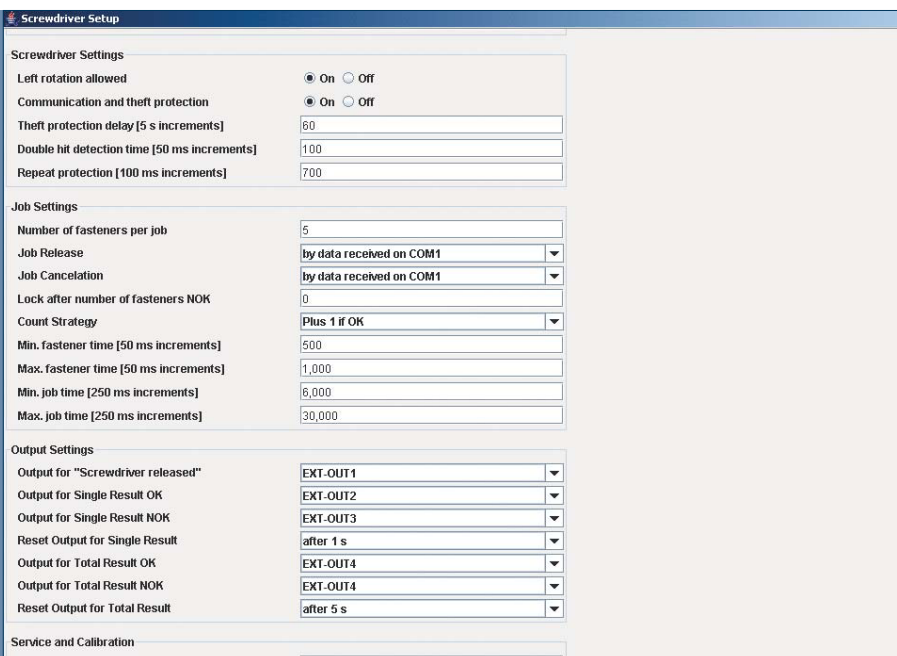 Screwdriver Setup
Screwdriver Settings
Left rotation allowed On Off
Communication and theft protection On Off
Theft protection delay [5 s increments] 60
Double hit detection time [50 ms increments] 100
Repeat protection [100 ms increments] 700
Job Settings
Number of fasteners per job 5
Job Release by data received on COM1
Job Cancelation by data received on COM1
Lock after number of fasteners NOK 0
Count Strategy Plus 1 if OK
Min. fastener time [50 ms increments] 500
Max. fastener time [50 ms increments] 1,000
Min. job time [250 ms increments] 6,000
Max. job time [250 ms increments] 30,000
Output Settings
Output for "Screwdriver released" EXT-OUT1
Output for Single Result OK EXT-OUT2
Output for Single Result NOK EXT-OUT3
Reset Output for Single Result after 1 s
Output for Total Result OK EXT-OUT4
Output for Total Result NOK EXT-OUT4
Reset Output for Total Result after 5 s
Service and Calibration